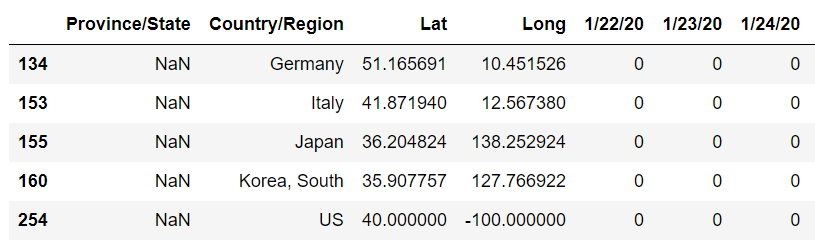 Province/State Country/Region Lat Long 1/22/20 1/23/20 1/24/20
134 NaN Germany 51.165691 10.451526 0 0 0
153 NaN Italy 41.871940 12.567380 0 0 0
155 NaN Japan 36.204824 138.252924 0 0 0
160 NaN Korea, South 35.907757 127.766922 0 0 0
254 NaN US 40.000000 -100.000000 0 0 0